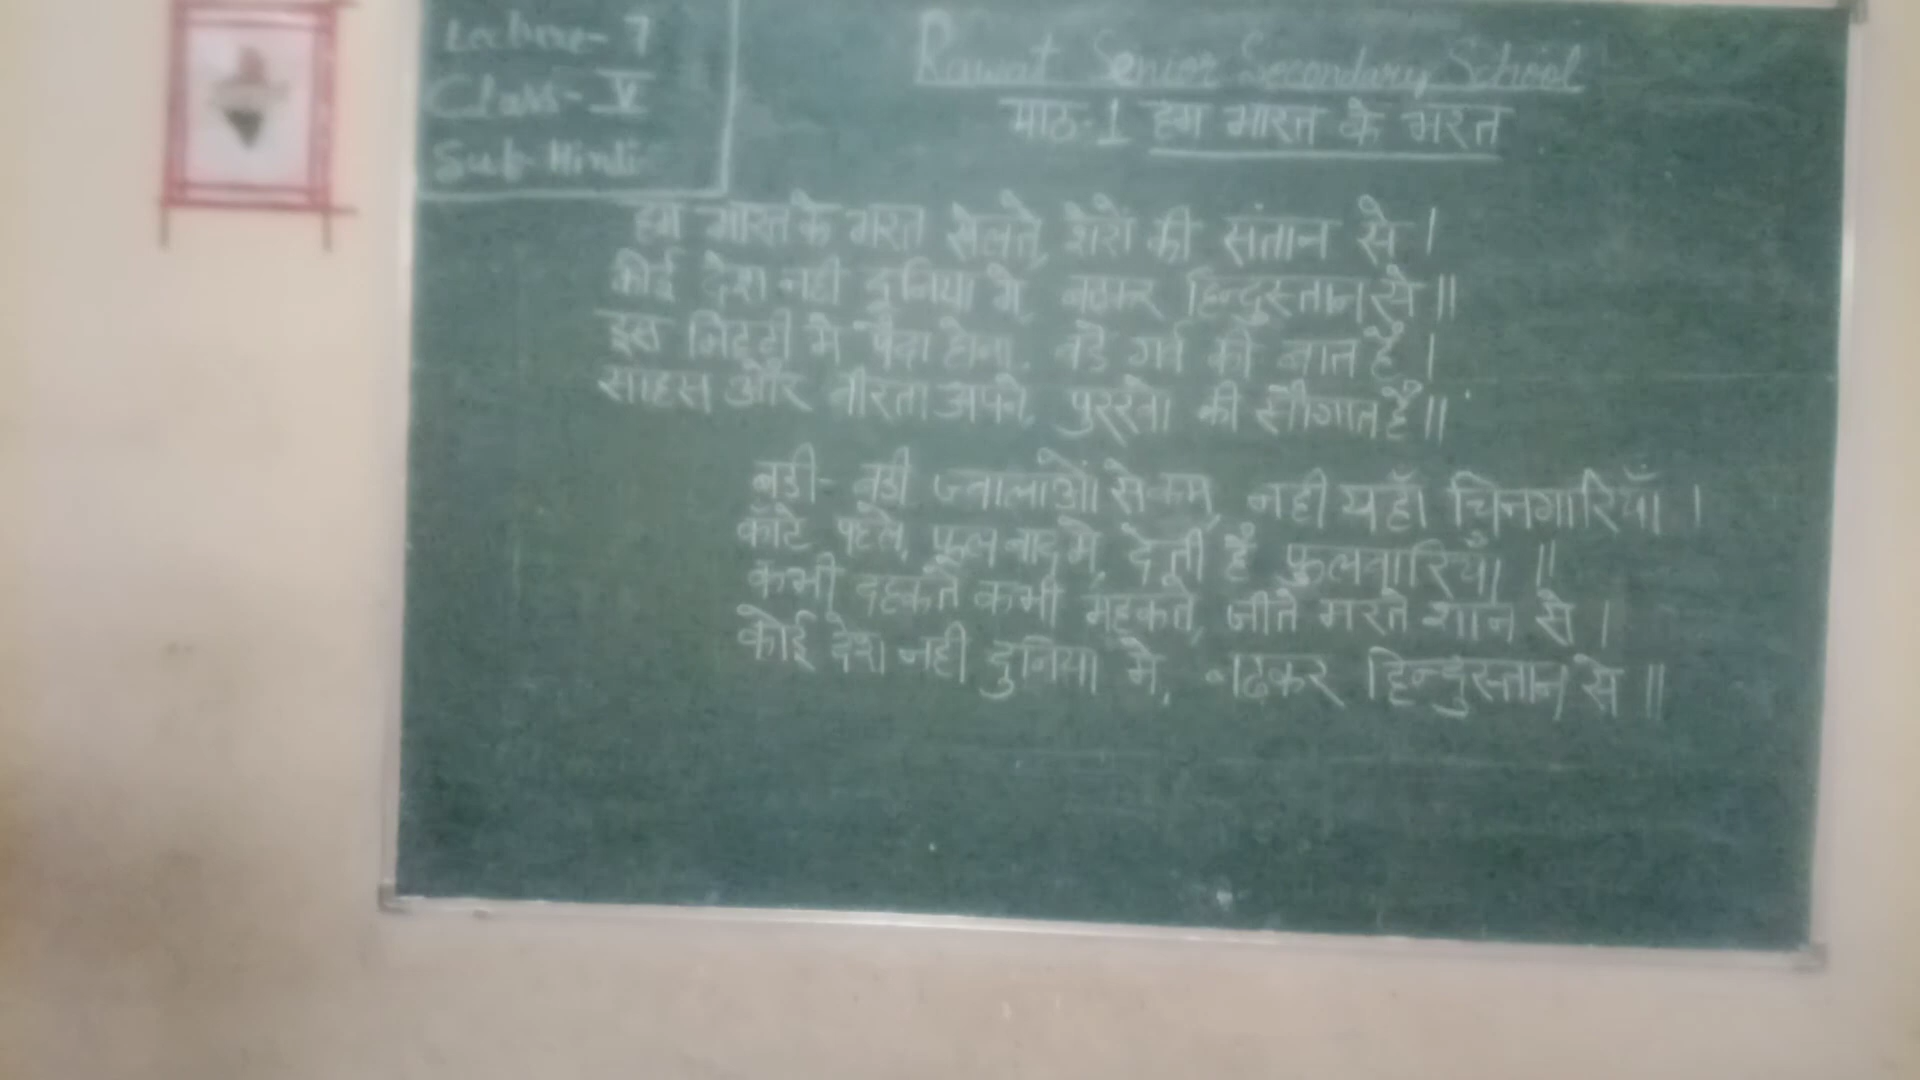 Lecture-7
Class-V
Sub-Hindi
Rawat Senior Secondary School
पाठ-1 हम भारत के भरत
हम भारत के भरत खेलते, शेरो की संतान से।
कोई देश नही दुनिया मे, बढकर हिन्दुस्तान से॥
इस मिट्टी मे पैदा होना, बडे गर्व की बात है।
साहस और वीरता अपने, पुरखो की सौगात है॥
बडी-बडी ज्वालाओं से कम, नही यहाँ चिनगारियाँ।
काँटे पहले, फूल बाद मे, देती है फुलवारियाँ॥
कभी दहकते कभी महकते, जीते मरते शान से।
कोई देश नही दुनिया मे, बढिकर हिन्दुस्तान से॥